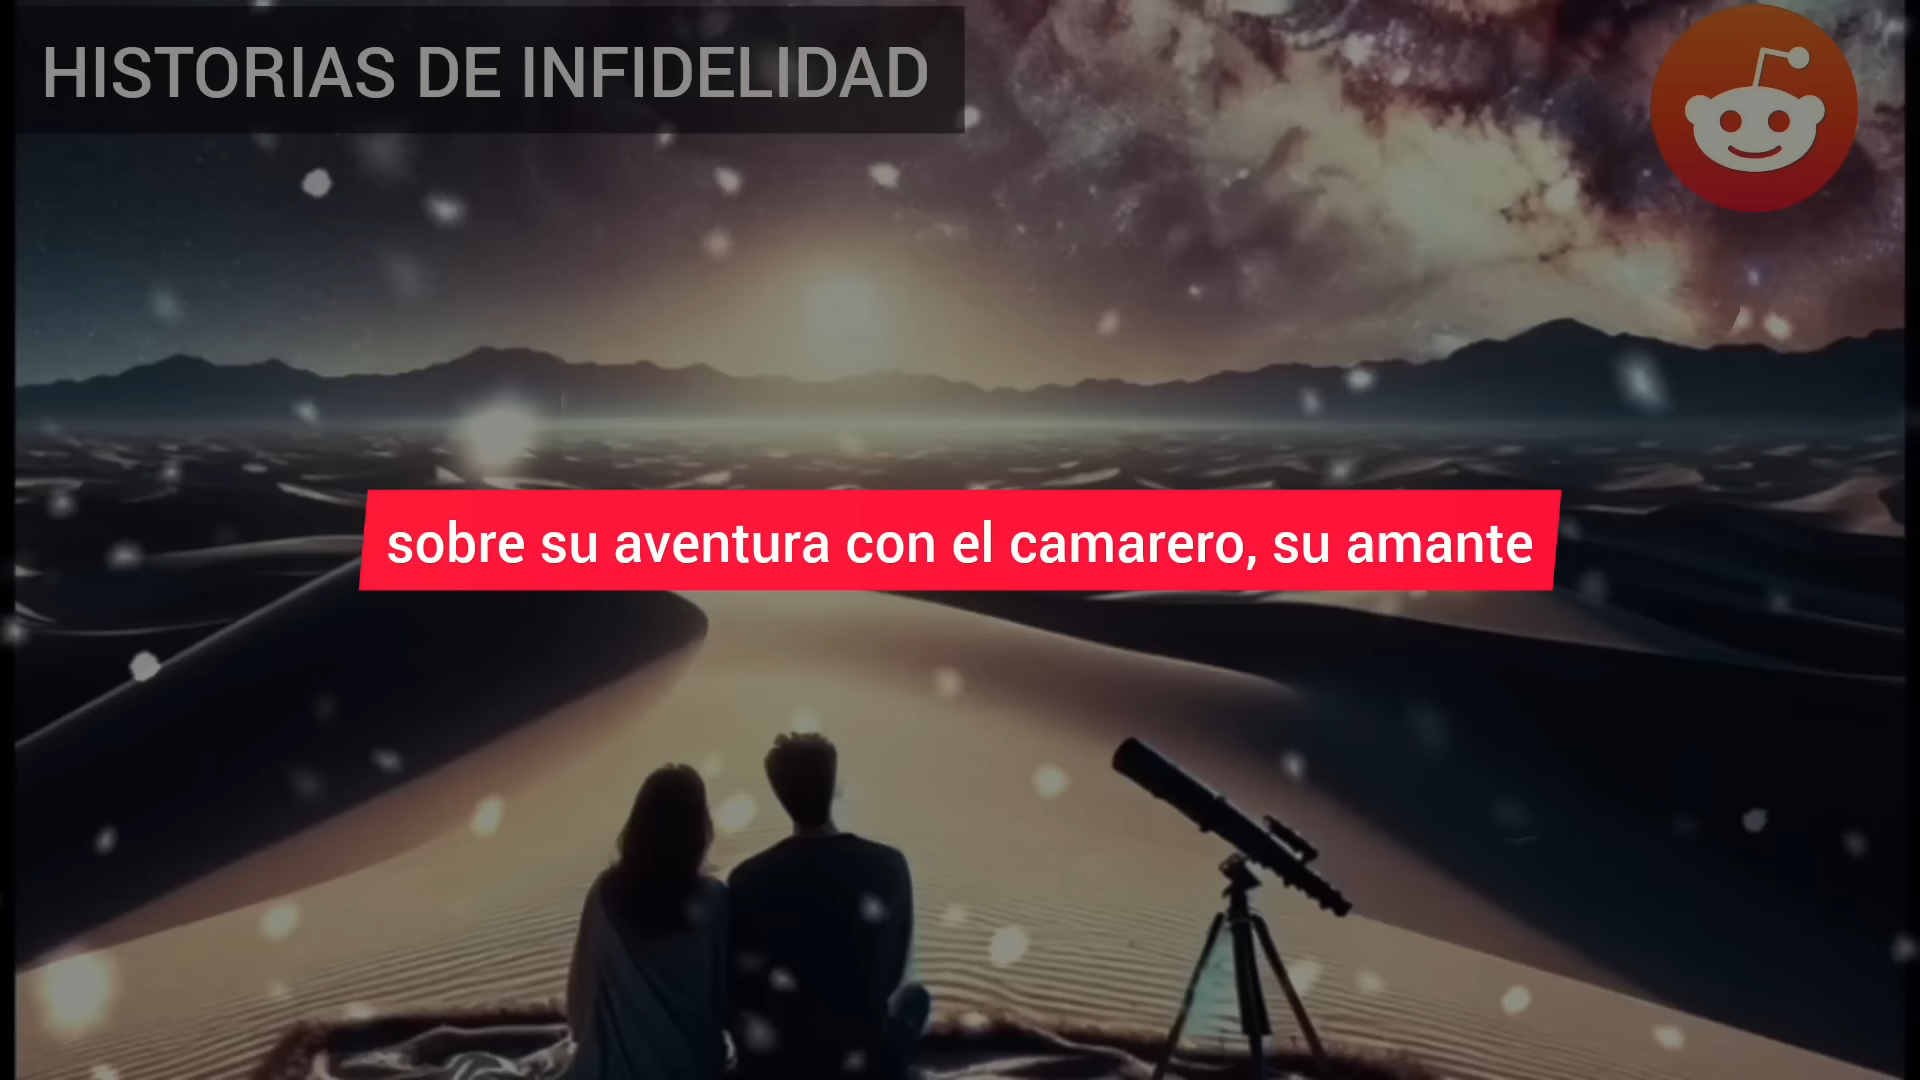 HISTORIAS DE INFIDELIDAD
sobre su aventura con el camarero, su amante